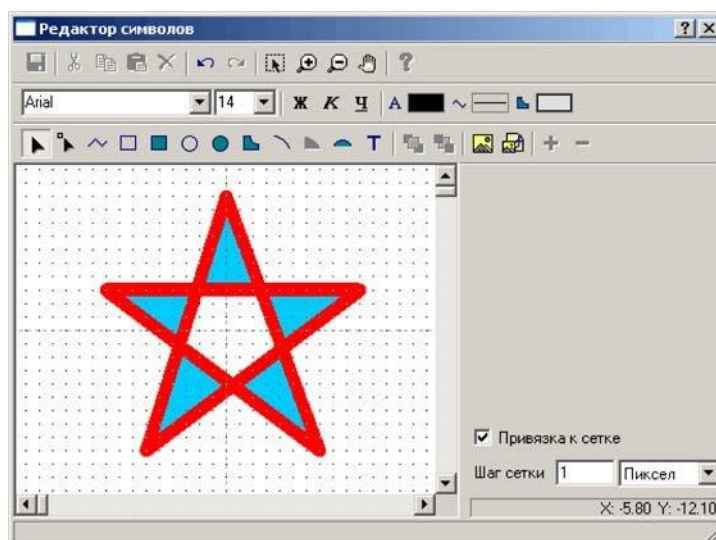 Редактор символов
Arial 14 Ж К Ч А
T
Привязка к сетке
Шаг сетки 1 Пиксел
X: -5.80 Y: -12.10